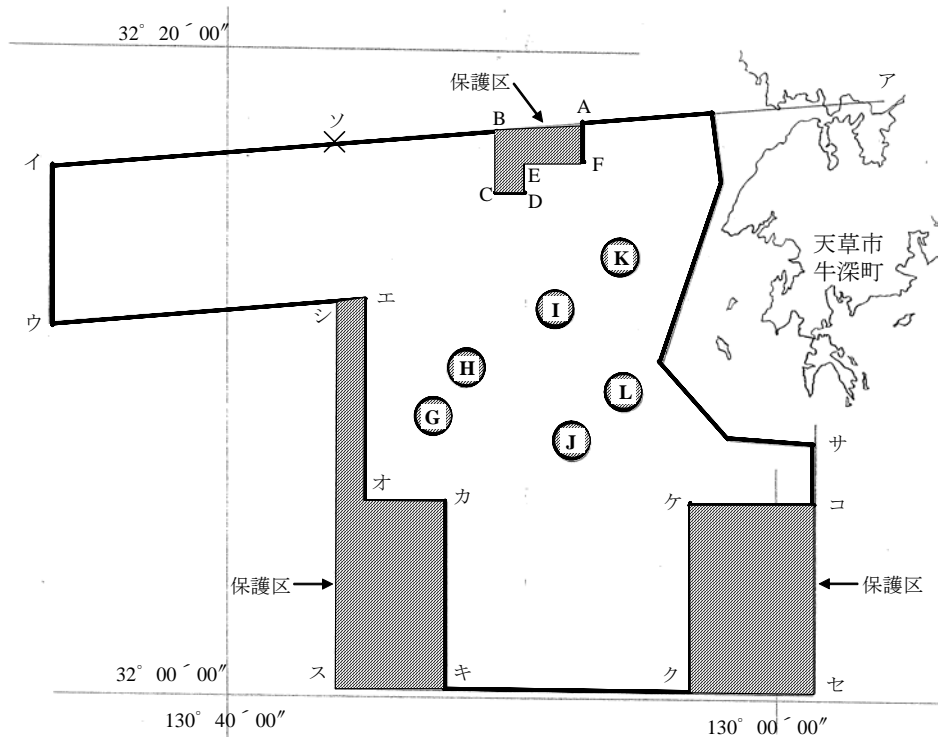 32° 20′ 00″
ア
保護区
ソ
B
A
イ
E
F
C
D
K
天草市
牛深町
エ
I
ウ
シ
H
L
G
J
サ
オ
カ
ケ
コ
保護区
保護区
32° 00′ 00″
ス
キ
ク
セ
130° 40′ 00″
130° 00′ 00″